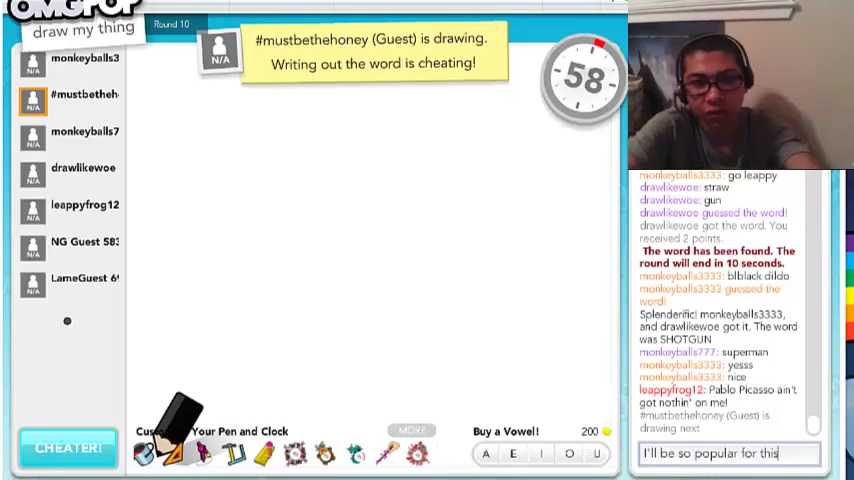 OMGPOP
draw my thing
Round 10
#mustbethehoney (Guest) is drawing.
Writing out the word is cheating!
N/A
58
monkeyballs3
N/A
#mustbetheh
N/A
monkeyballs7
N/A
drawlikewoe
N/A
leappyfrog12
N/A
NG Guest 583
N/A
LameGuest 69
N/A
CHEATER!
Your Pen and Clock
MORE
Buy a Vowel!
200
A E I O U
monkeyballs3333: go leappy
drawlikewoe: straw
drawlikewoe: gun
drawlikewoe guessed the word!
drawlikewoe got the word. You
received 2 points.
The word has been found. The
round will end in 10 seconds.
monkeyballs3333: blblack dildo
monkeyballs3333 guessed the
word!
Splenderific! monkeyballs3333,
and drawlikewoe got it. The word
was SHOTGUN
monkeyballs777: superman
monkeyballs3333: yesss
monkeyballs3333: nice
leappyfrog12: Pablo Picasso ain't
got nothin' on me!
#mustbethehoney (Guest) is
drawing next
I'll be so popular for this